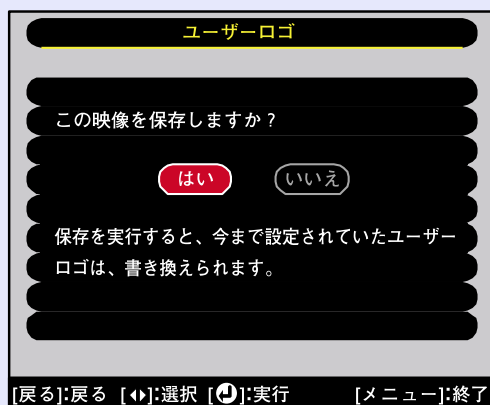 ユーザーロゴ
この映像を保存しますか?
はい いいえ
保存を実行すると、今まで設定されていたユーザー
ロゴは、書き換えられます。
[戻る]:戻る [◀▶]:選択 [⏎]:実行 [メニュー]:終了